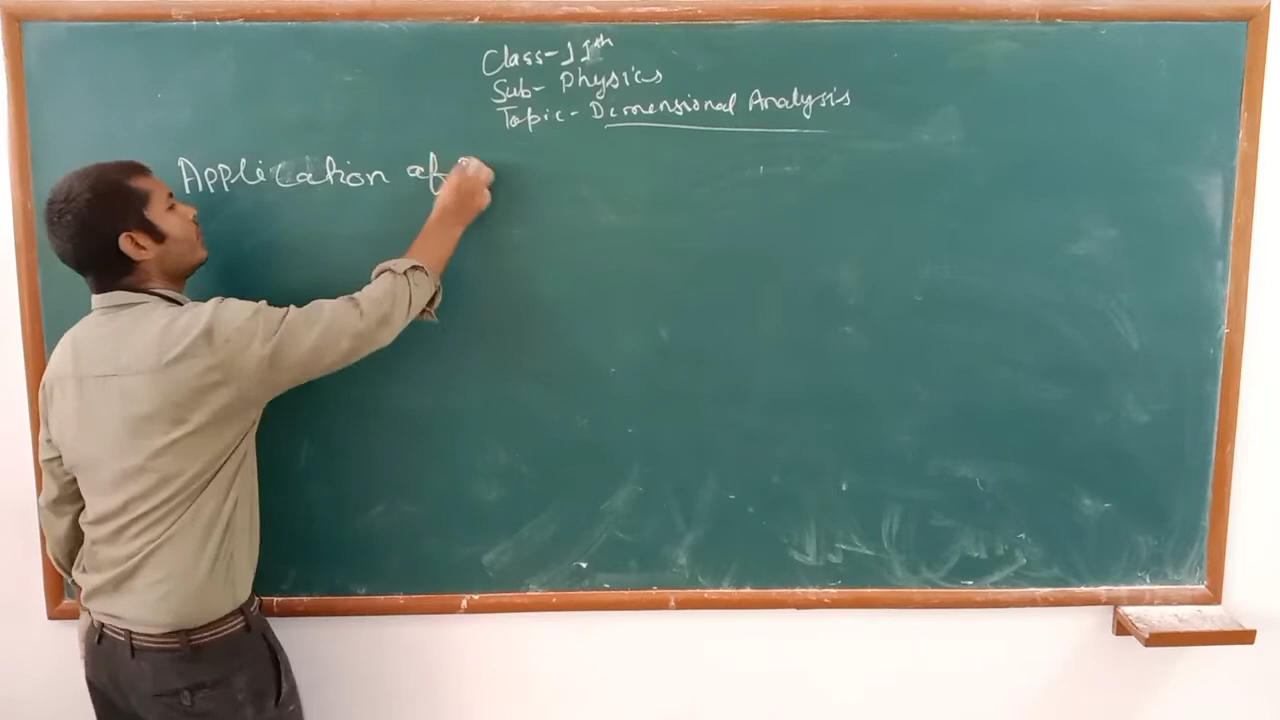 Class-11th
Sub- Physics
Topic- Dimensional Analysis
Application of